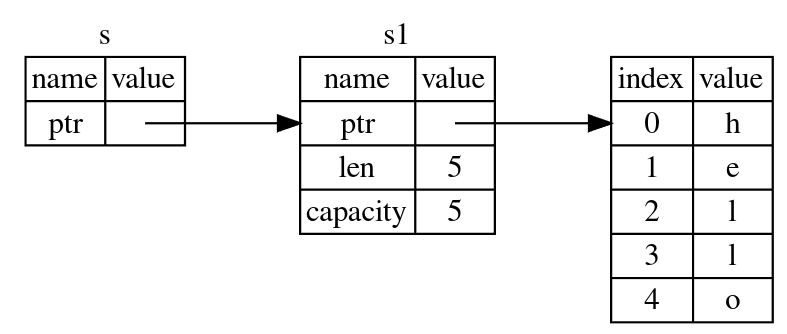 s
name value
ptr
s1
name value
ptr
len 5
capacity 5
index value
0 h
1 e
2 l
3 l
4 o